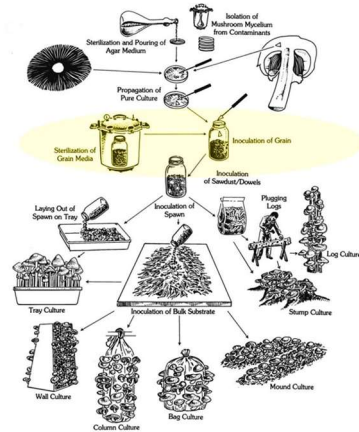 Isolation of
Mushroom Mycelium
from Contaminants
Sterilization and Pouring of
Agar Medium
Propagation of
Pure Culture
Sterilization of
Grain Media
Inoculation of Grain
Inoculation
of Sawdust/Dowels
Laying Out of
Spawn on Tray
Inoculation of
Spawn
Plugging
Logs
Log Culture
Tray Culture
Inoculation of Bulk Substrate
Stump Culture
Wall Culture
Column Culture
Bag Culture
Mound Culture